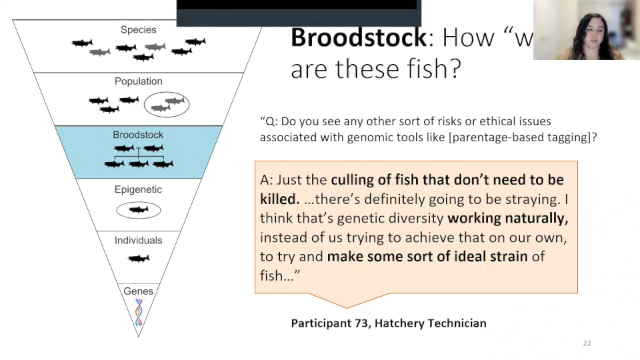 Species
Population
Broodstock
Epigenetic
Individuals
Genes
Broodstock: How “w
are these fish?
“Q: Do you see any other sort of risks or ethical issues
associated with genomic tools like [parentage-based tagging]?
A: Just the culling of fish that don’t need to be
killed. …there’s definitely going to be straying. I
think that’s genetic diversity working naturally,
instead of us trying to achieve that on our own,
to try and make some sort of ideal strain of
fish…”
Participant 73, Hatchery Technician
22